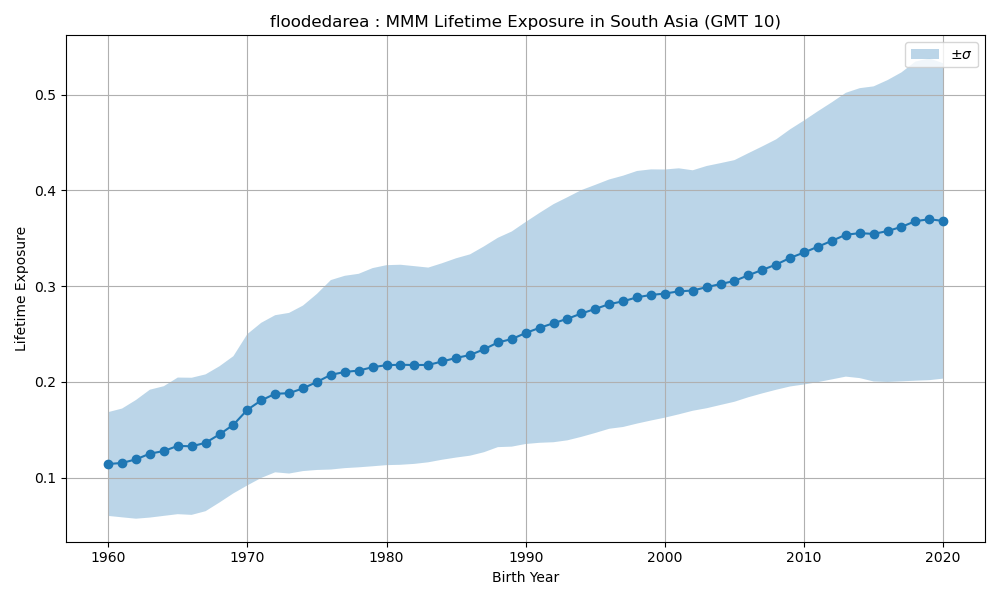 floodedarea : MMM Lifetime Exposure in South Asia (GMT 10)
±σ
Lifetime Exposure
0.5
0.4
0.3
0.2
0.1
1960 1970 1980 1990 2000 2010 2020
Birth Year